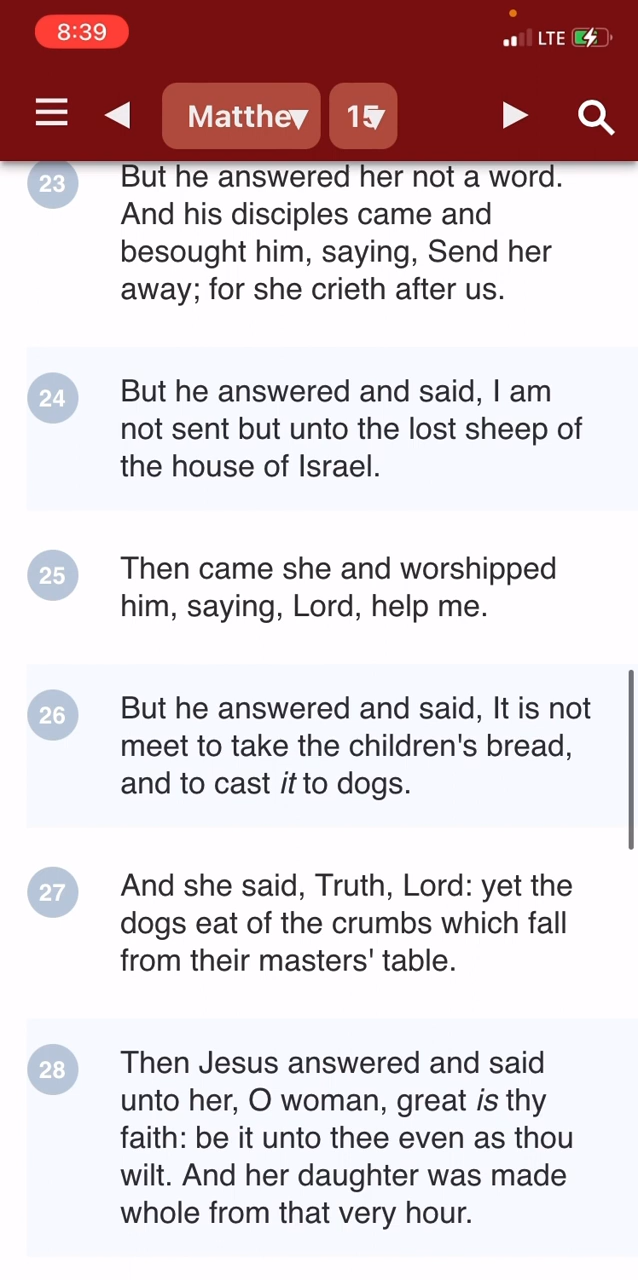 8:39
LTE
Matthe
15
23
But he answered her not a word.
And his disciples came and
besought him, saying, Send her
away; for she crieth after us.
24
But he answered and said, I am
not sent but unto the lost sheep of
the house of Israel.
25
Then came she and worshipped
him, saying, Lord, help me.
26
But he answered and said, It is not
meet to take the children's bread,
and to cast it to dogs.
27
And she said, Truth, Lord: yet the
dogs eat of the crumbs which fall
from their masters' table.
28
Then Jesus answered and said
unto her, O woman, great is thy
faith: be it unto thee even as thou
wilt. And her daughter was made
whole from that very hour.